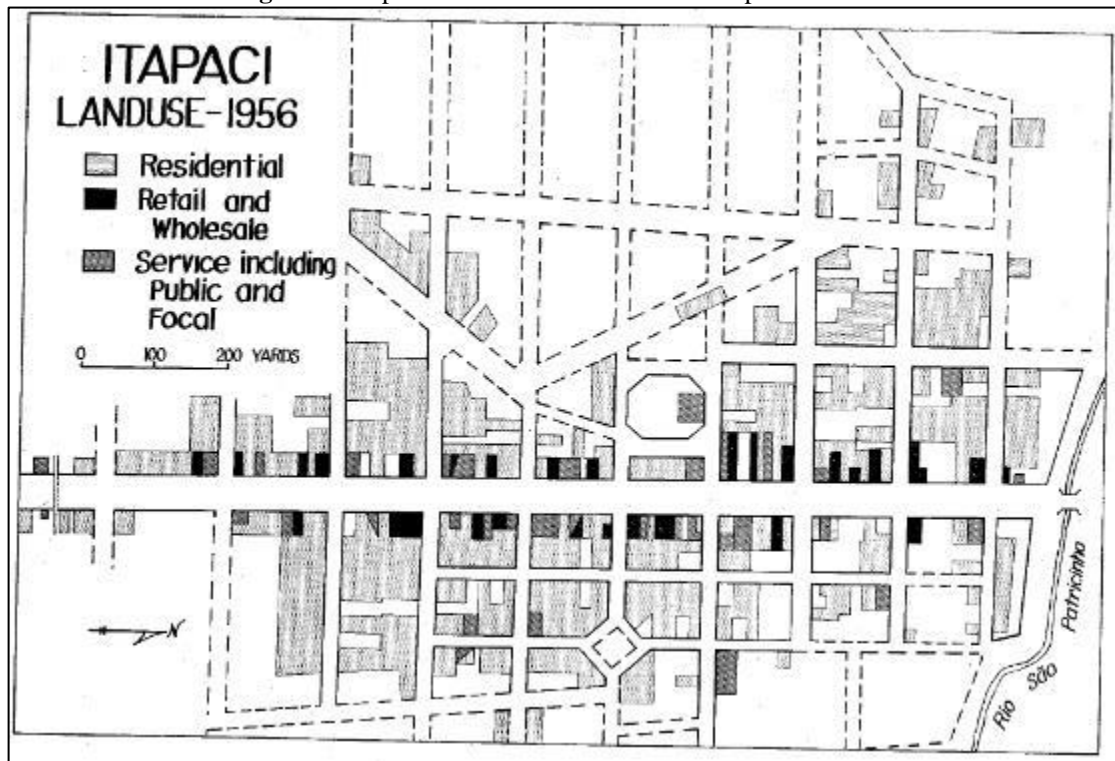 ITAPACI
LANDUSE-1956
Residential
Retail and
Wholesale
Service including
Public and
Focal
0 100 200 YARDS
N
Rio São Patricinho